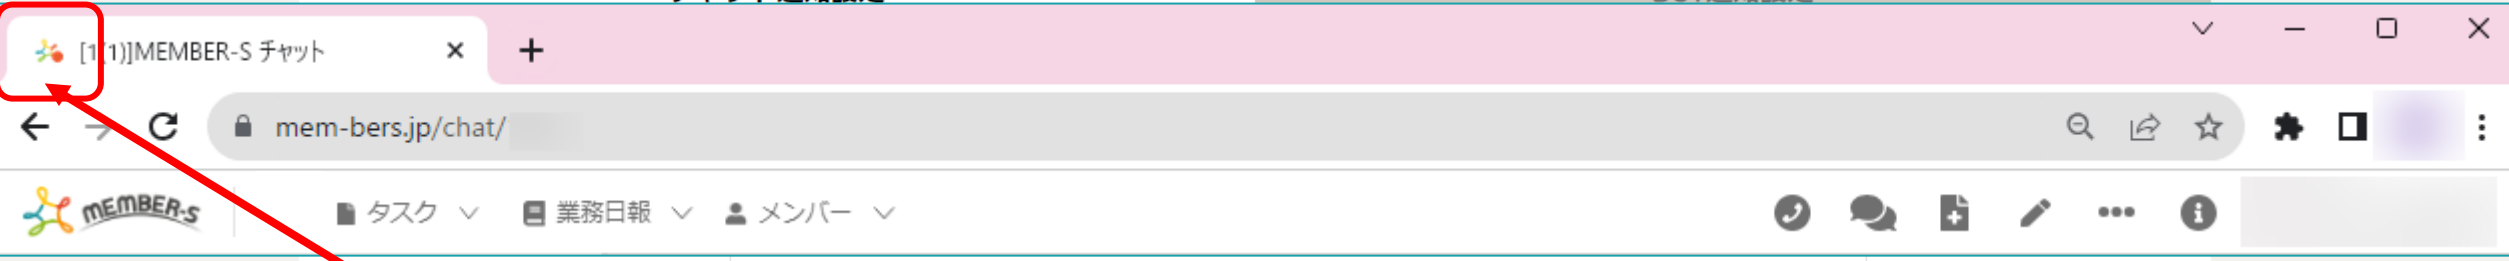 [1(1)]MEMBER-S チャット
mem-bers.jp/chat/
MEMBER-S タスク 業務日報 メンバー